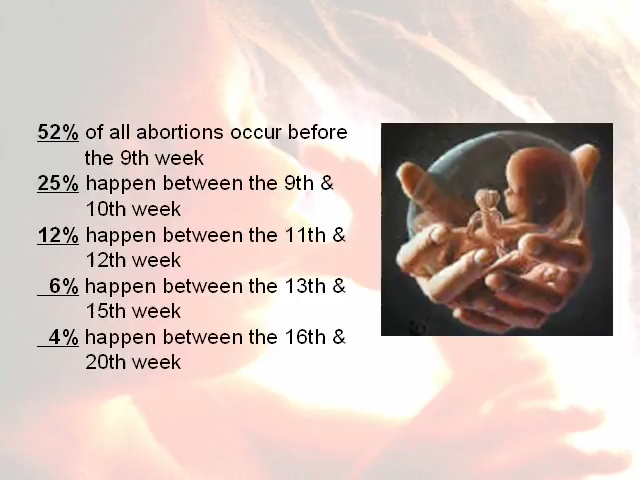 52% of all abortions occur before
the 9th week
25% happen between the 9th &
10th week
12% happen between the 11th &
12th week
6% happen between the 13th &
15th week
4% happen between the 16th &
20th week